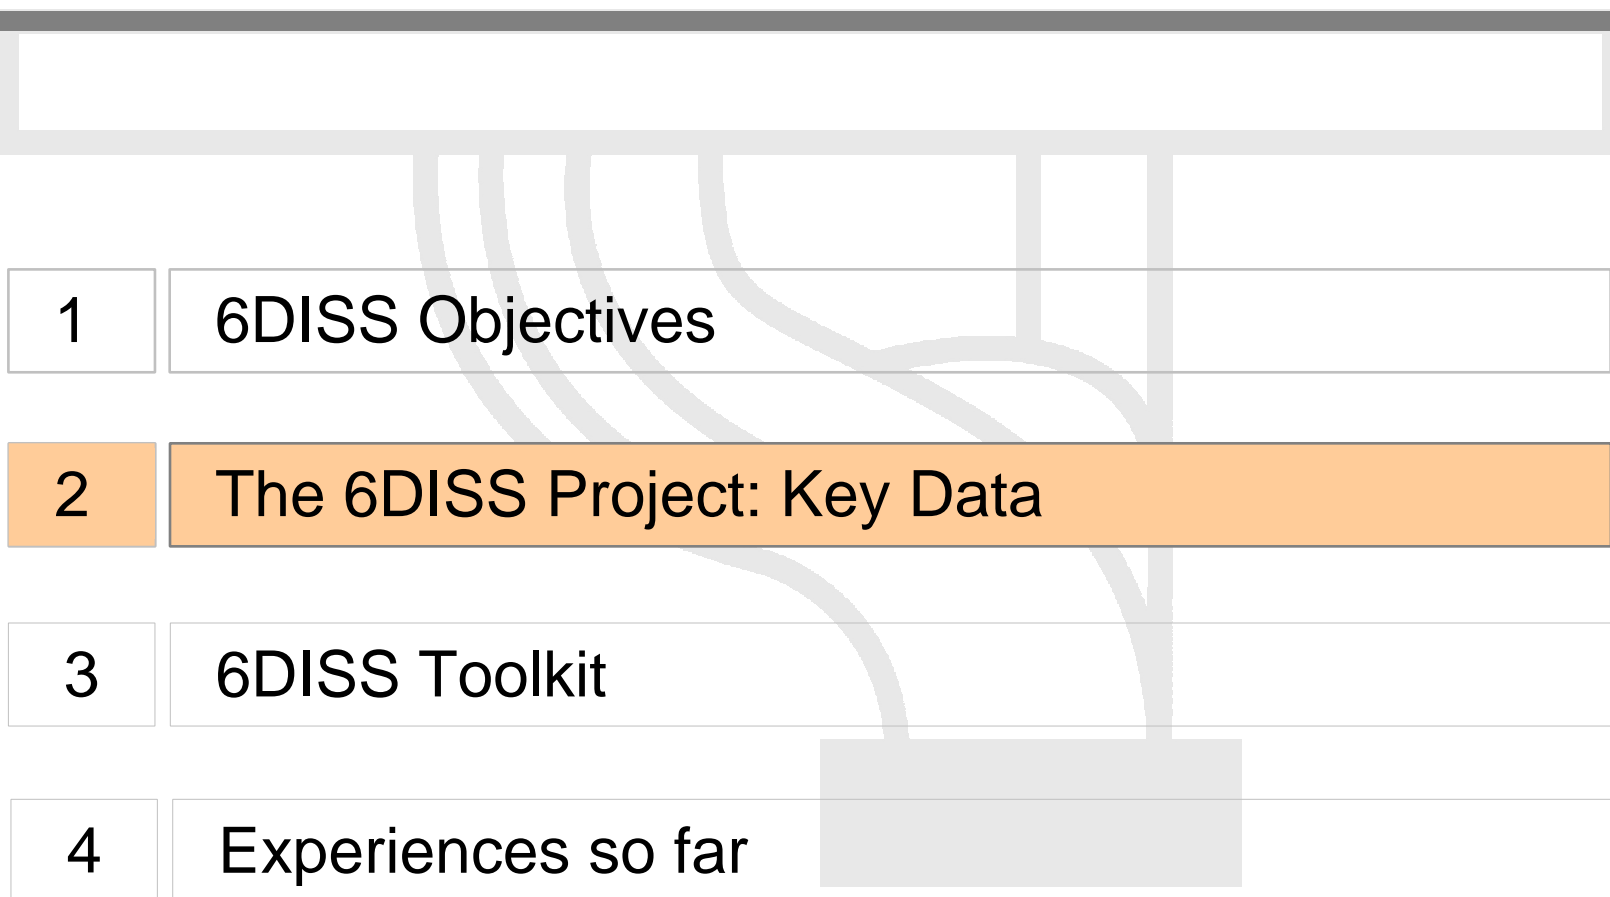 1 6DISS Objectives
2 The 6DISS Project: Key Data
3 6DISS Toolkit
4 Experiences so far